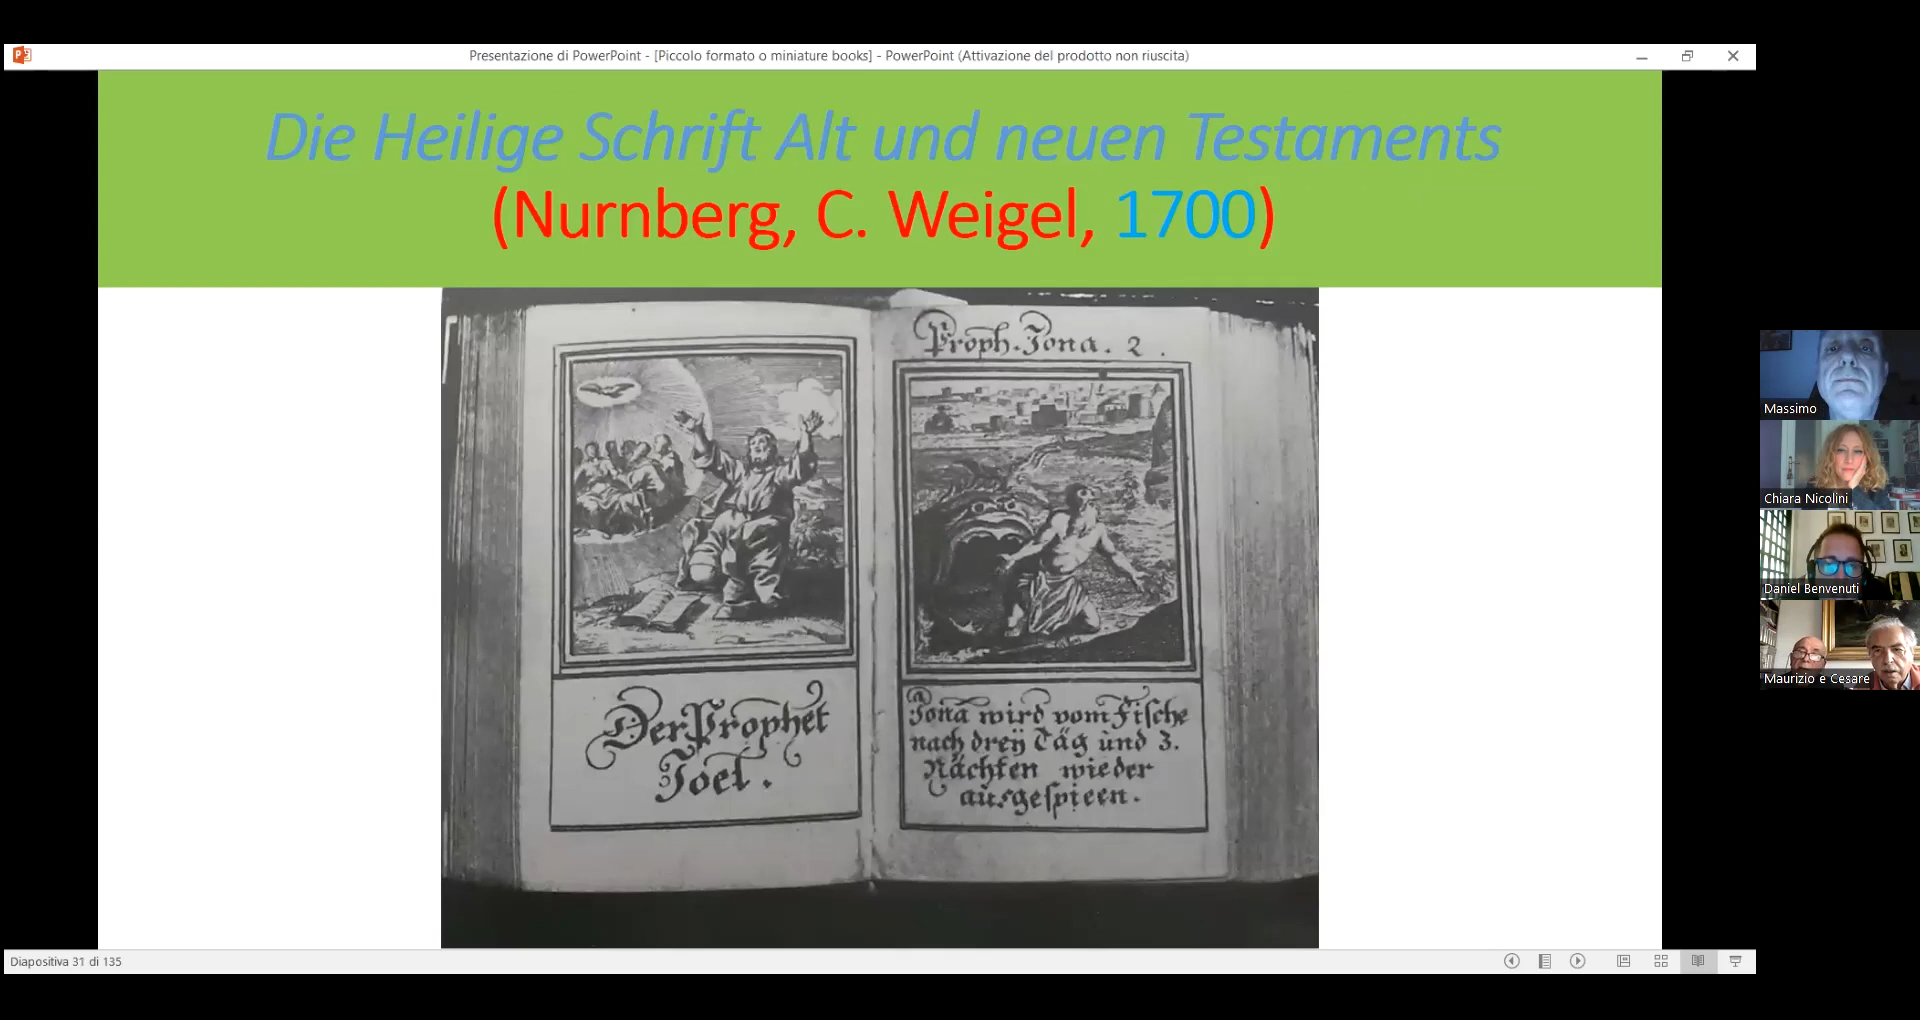 Presentazione di PowerPoint - [Piccolo formato o miniature books] - PowerPoint (Attivazione del prodotto non riuscita)
Die Heilige Schrift Alt und neuen Testaments
(Nurnberg, C. Weigel, 1700)
Proph. Jona. 2.
Der Prophet
Joel.
a
Jona wird vom Fische
nach dreÿ Täg und 3.
Nächten wieder
ausgespieen.
Massimo
Chiara Nicolini
Daniel Benvenuti
Maurizio e Cesare
Diapositiva 31 di 135